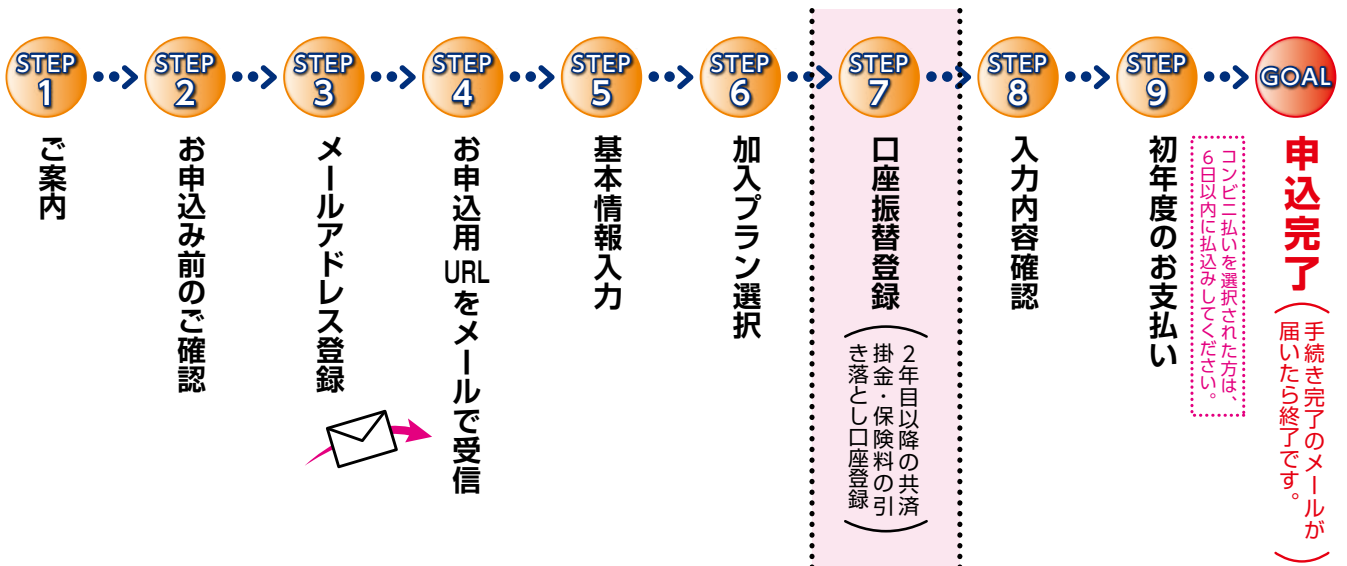 STEP
1
ご案内
STEP
2
お申込み前のご確認
STEP
3
メールアドレス登録
STEP
4
お申込用URLをメールで受信
STEP
5
基本情報入力
STEP
6
加入プラン選択
STEP
7
口座振替登録
(2年目以降の共済
掛金・保険料の引
き落とし口座登録)
STEP
8
入力内容確認
STEP
9
初年度のお支払い
コンビニ払いを選択された方は、
6日以内に払込みしてください。
GOAL
申込完了
(手続き完了のメールが
届いたら終了です。)